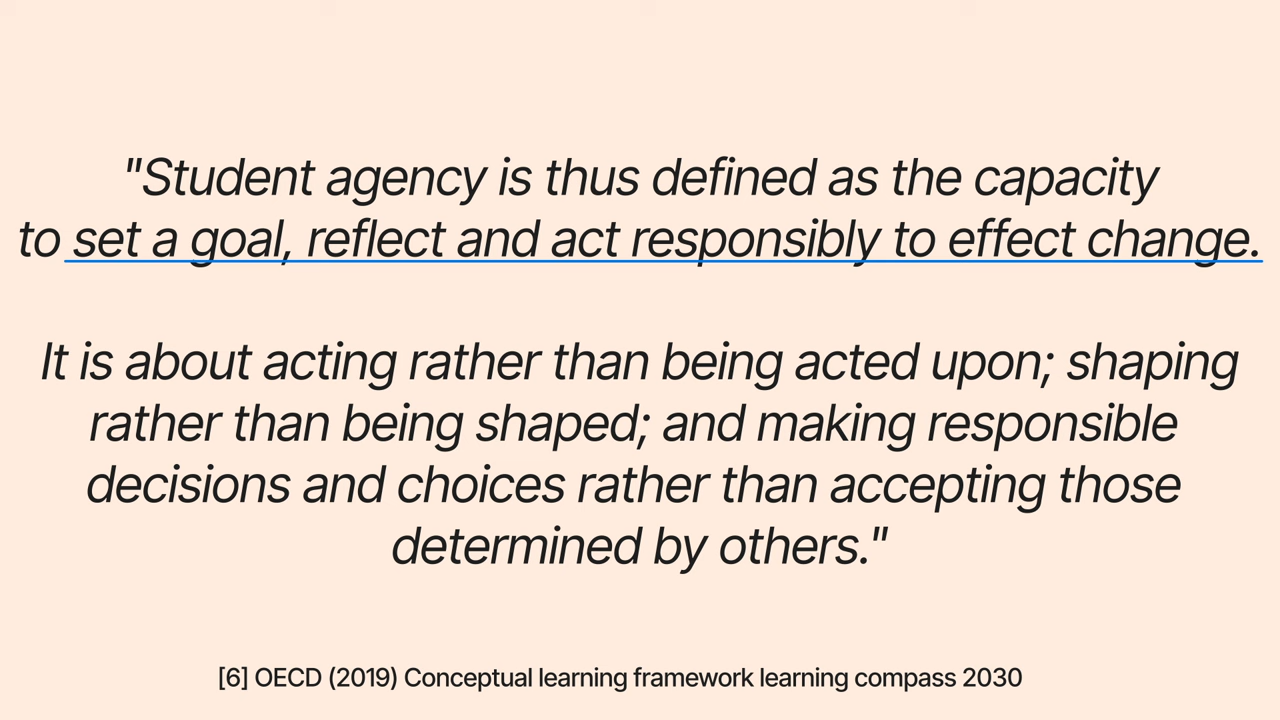 "Student agency is thus defined as the capacity
to set a goal, reflect and act responsibly to effect change.
It is about acting rather than being acted upon; shaping
rather than being shaped; and making responsible
decisions and choices rather than accepting those
determined by others."
[6] OECD (2019) Conceptual learning framework learning compass 2030